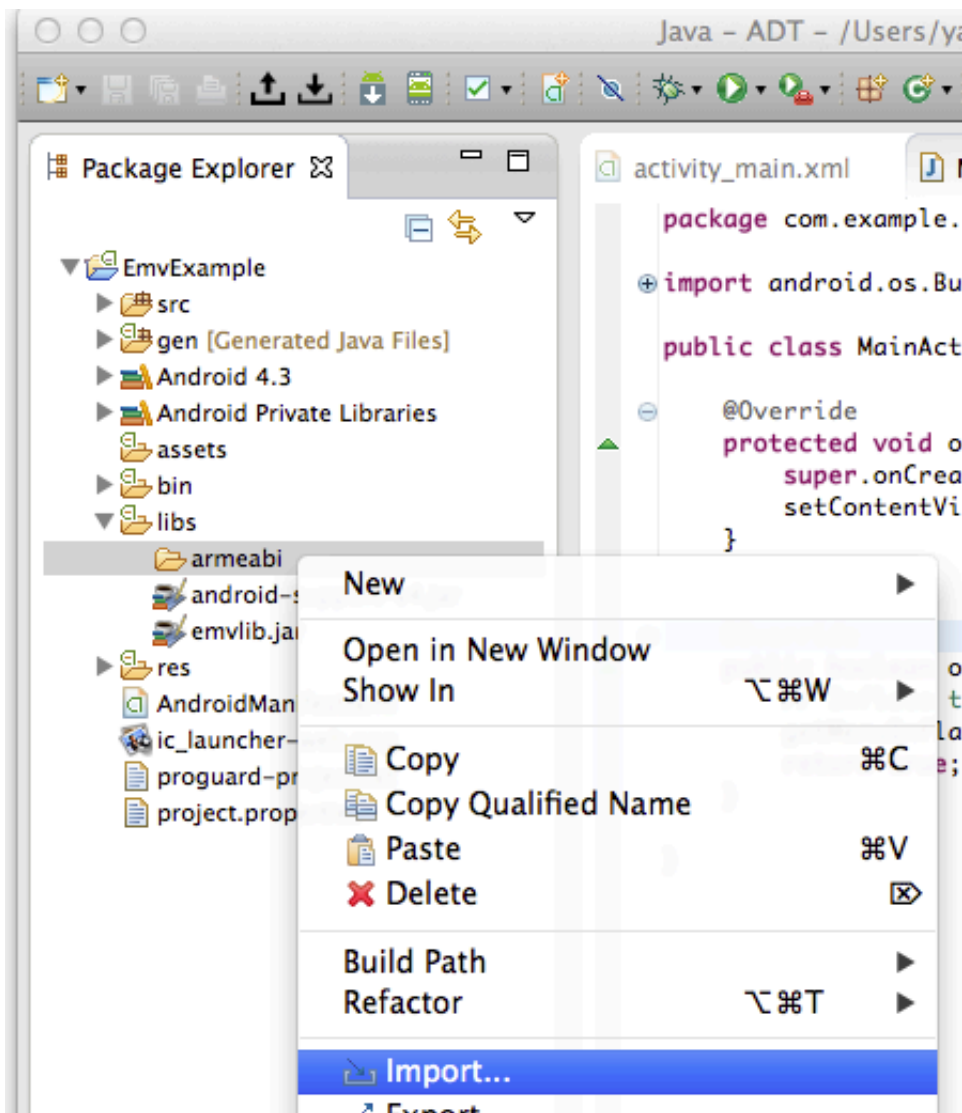 Java – ADT – /Users/ya
Package Explorer
activity_main.xml
EmvExample
src
gen [Generated Java Files]
Android 4.3
Android Private Libraries
assets
bin
libs
armeabi
android-s
emvlib.ja
res
AndroidMan
ic_launcher-
proguard-pr
project.prop
package com.example.
import android.os.Bu
public class MainAct
@Override
protected void o
super.onCrea
setContentVi
}
New
Open in New Window
Show In ⌥⌘W
Copy ⌘C
Copy Qualified Name
Paste ⌘V
Delete ⌦
Build Path
Refactor ⌥⌘T
Import...